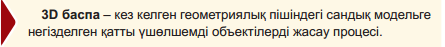 3D баспа – кез келген геометриялық пішіндегі сандық модельге
негізделген қатты үшөлшемді объектілерді жасау процесі.